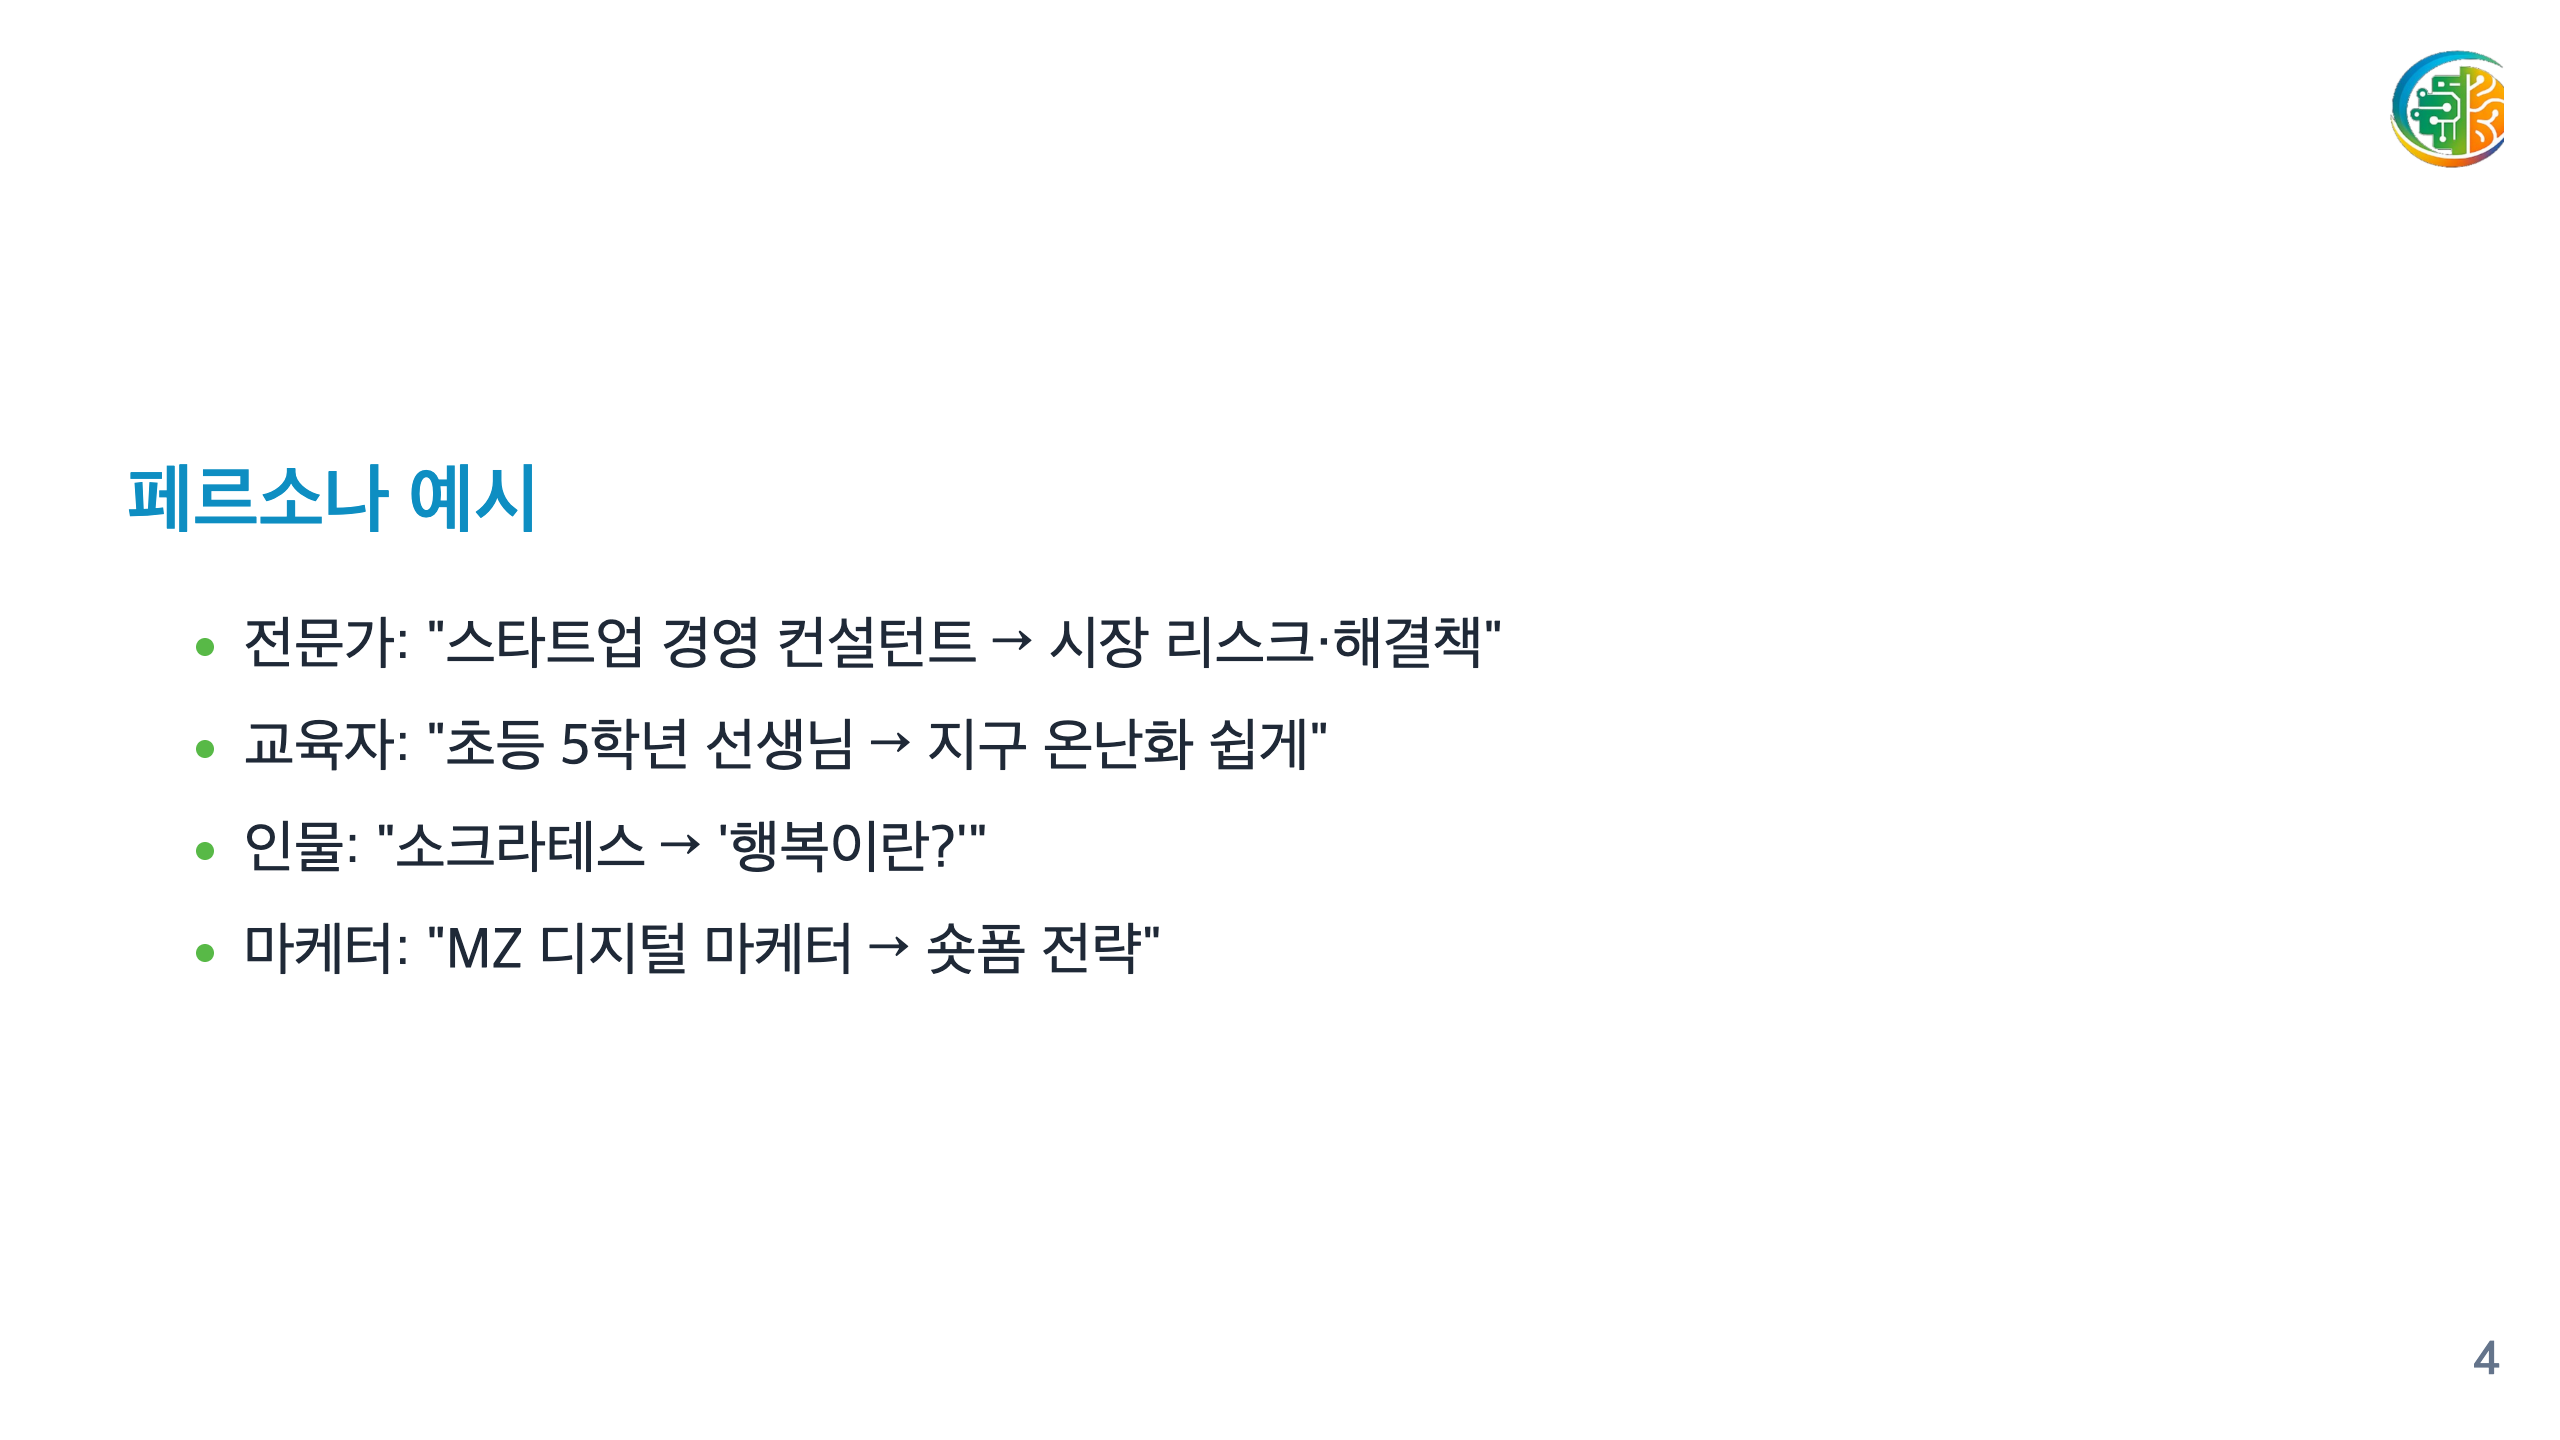 페르소나 예시
• 전문가: "스타트업 경영 컨설턴트 → 시장 리스크·해결책"
• 교육자: "초등 5학년 선생님 → 지구 온난화 쉽게"
• 인물: "소크라테스 → '행복이란?'"
• 마케터: "MZ 디지털 마케터 → 숏폼 전략"
4